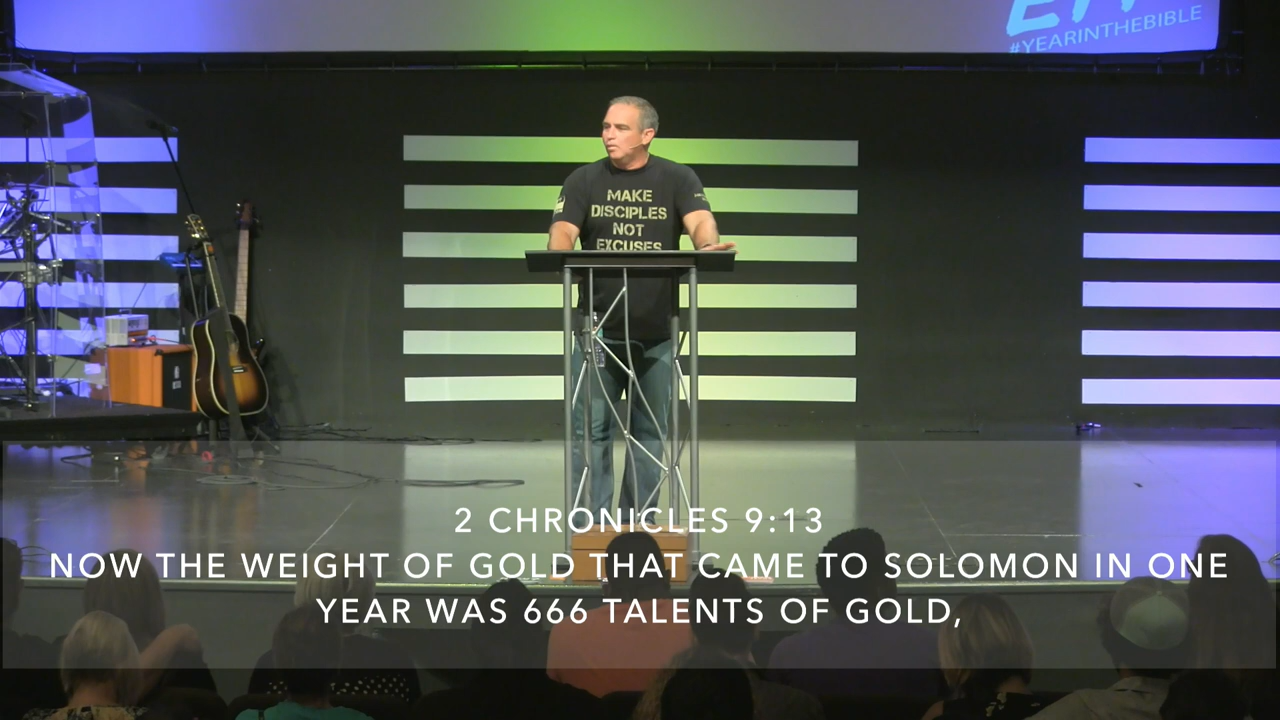 #YEARINTHEBIBLE
MAKE
DISCIPLES
NOT
EXCUSES
2 CHRONICLES 9:13
NOW THE WEIGHT OF GOLD THAT CAME TO SOLOMON IN ONE
YEAR WAS 666 TALENTS OF GOLD,